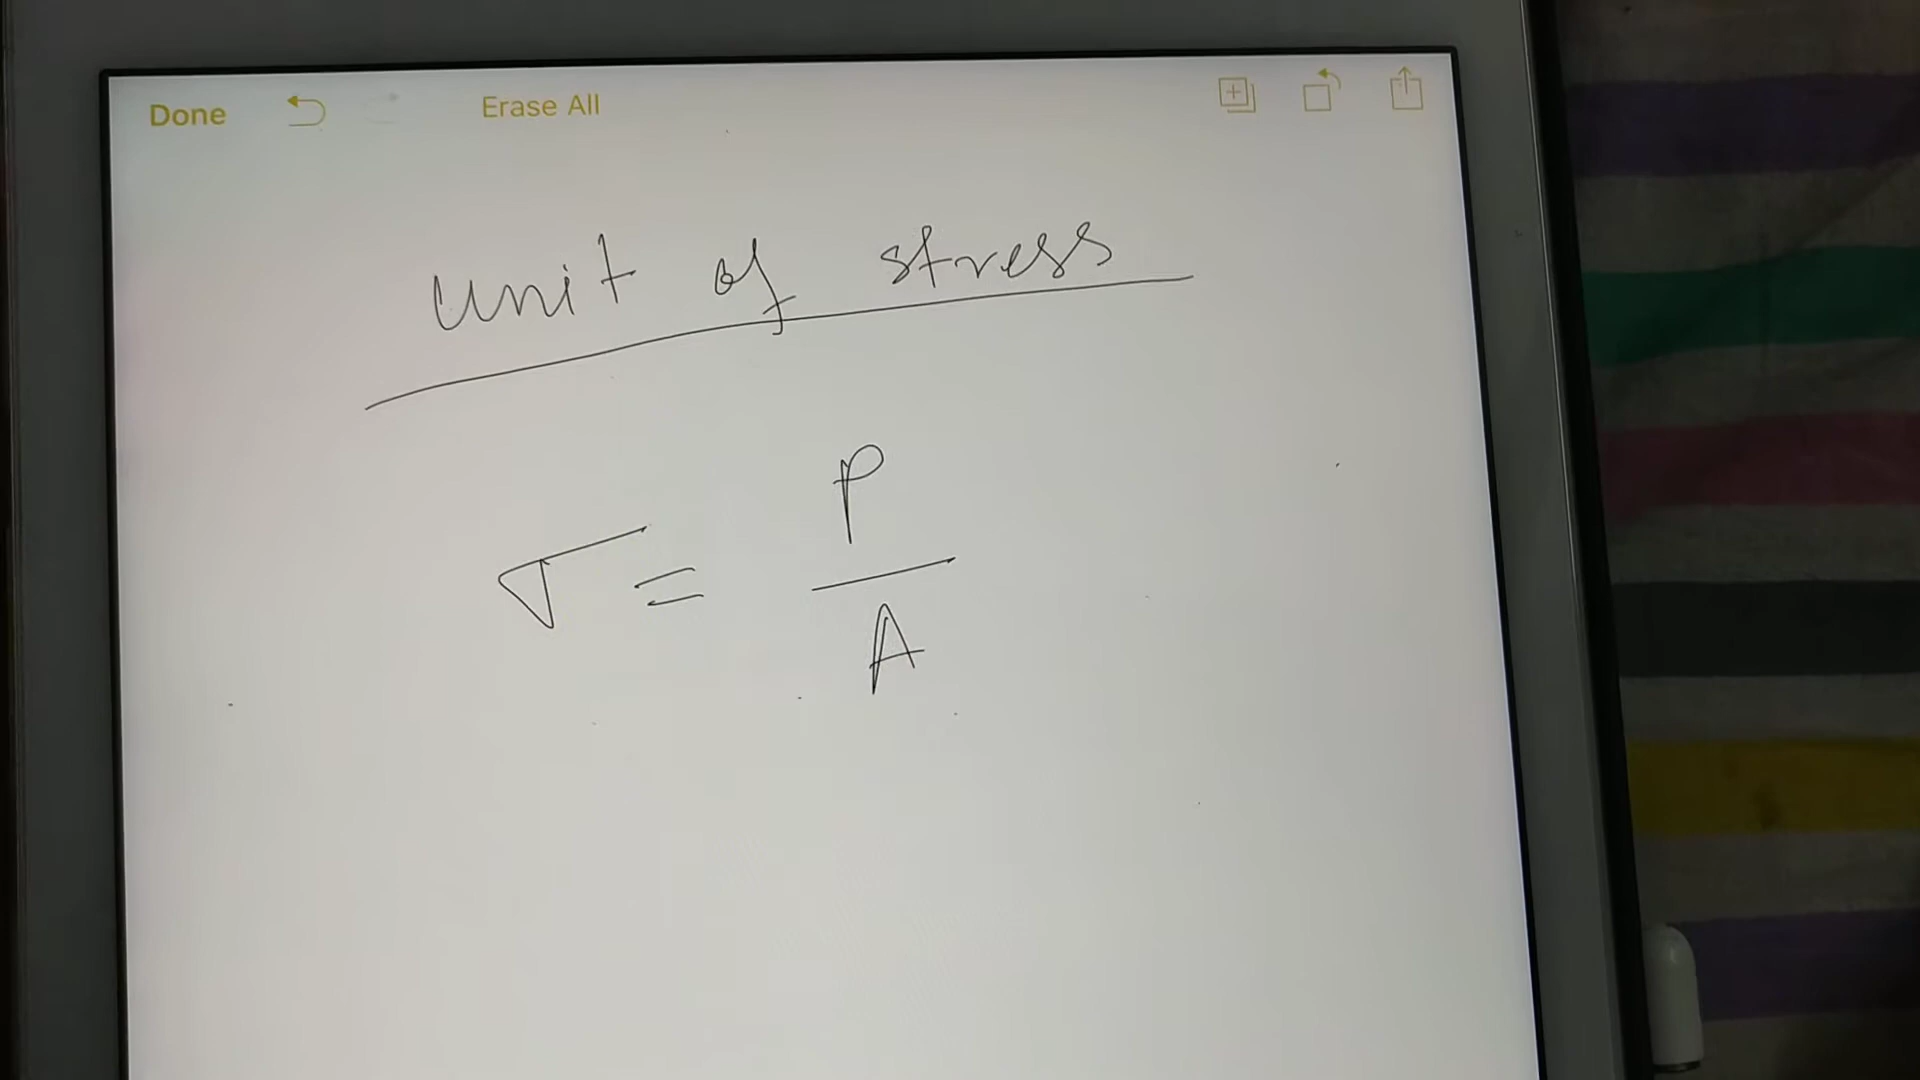 Done Erase All
unit of stress
σ = P
A